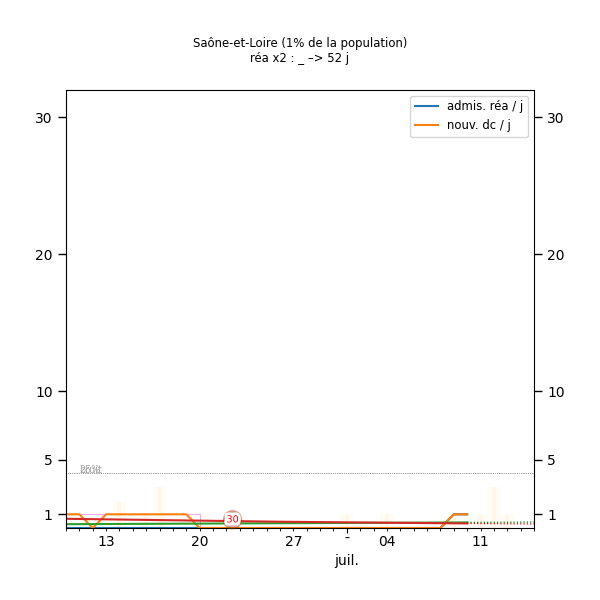 Saône-et-Loire (1% de la population)
réa x2 : _ –> 52 j
admis. réa / j
nouv. dc / j
30 30
20 20
10 10
5 5
1 1
30
13 20 27 - 04 11
juil.